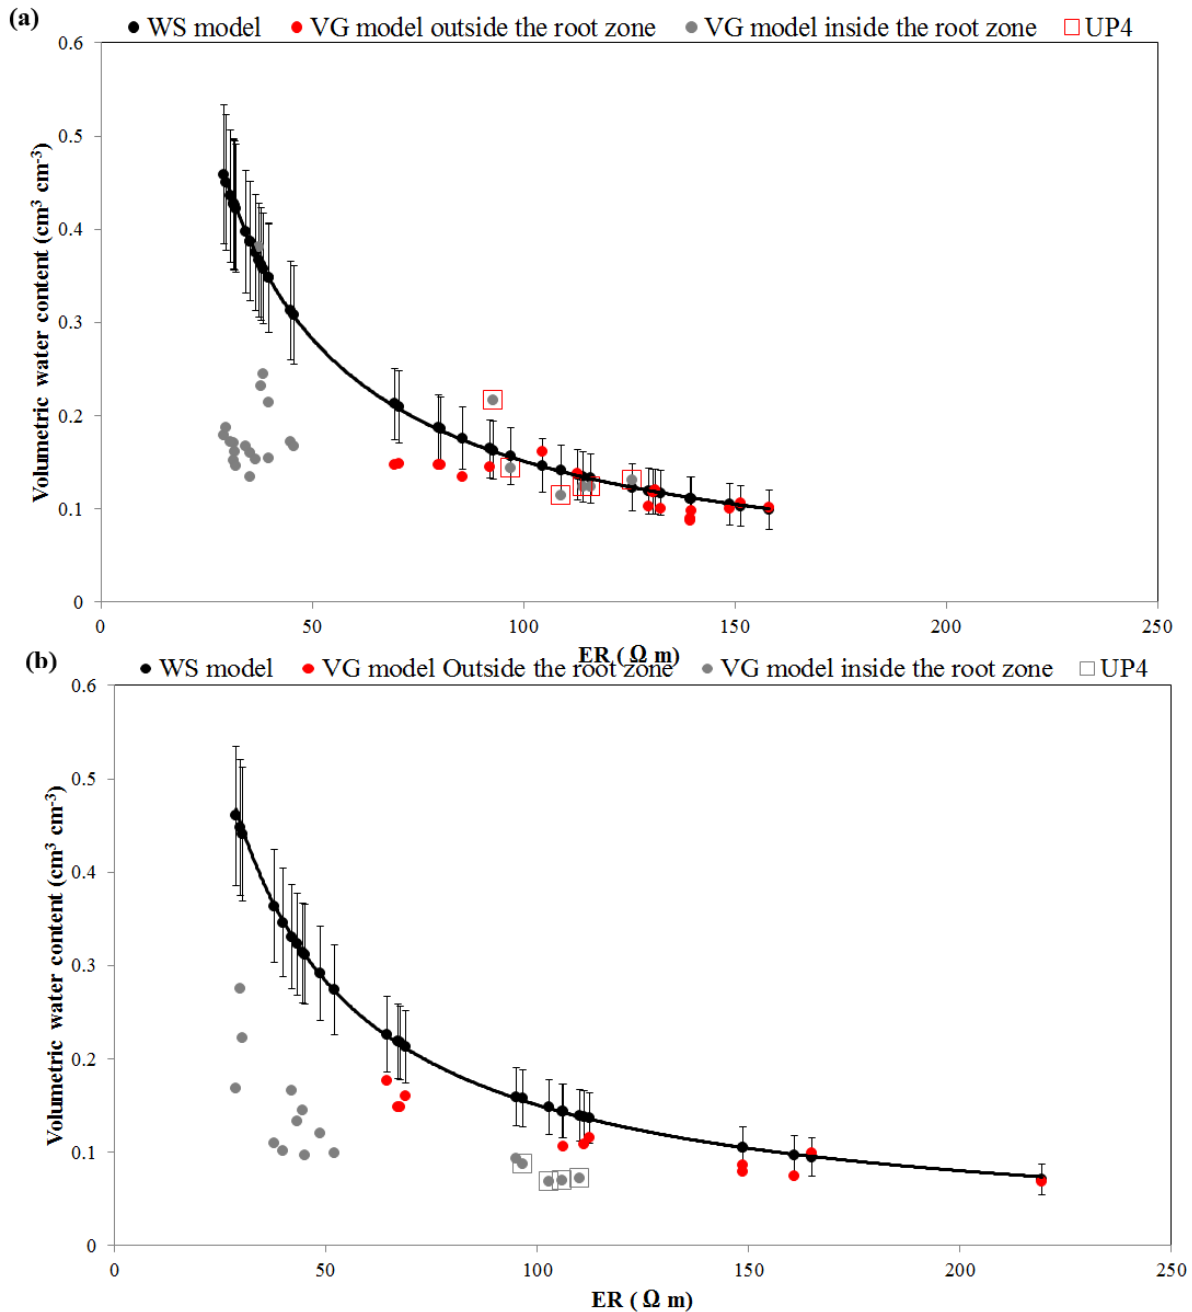 (a)
WS model VG model outside the root zone VG model inside the root zone UP4
0.6
0.5
0.4
0.3
0.2
0.1
0
Volumetric water content (cm³ cm⁻³)
0 50 100 150 200 250
ER ( Ω m)
(b)
WS model VG model Outside the root zone VG model inside the root zone UP4
0.6
0.5
0.4
0.3
0.2
0.1
0
Volumetric water content (cm³ cm⁻³)
0 50 100 150 200 250
ER ( Ω m)